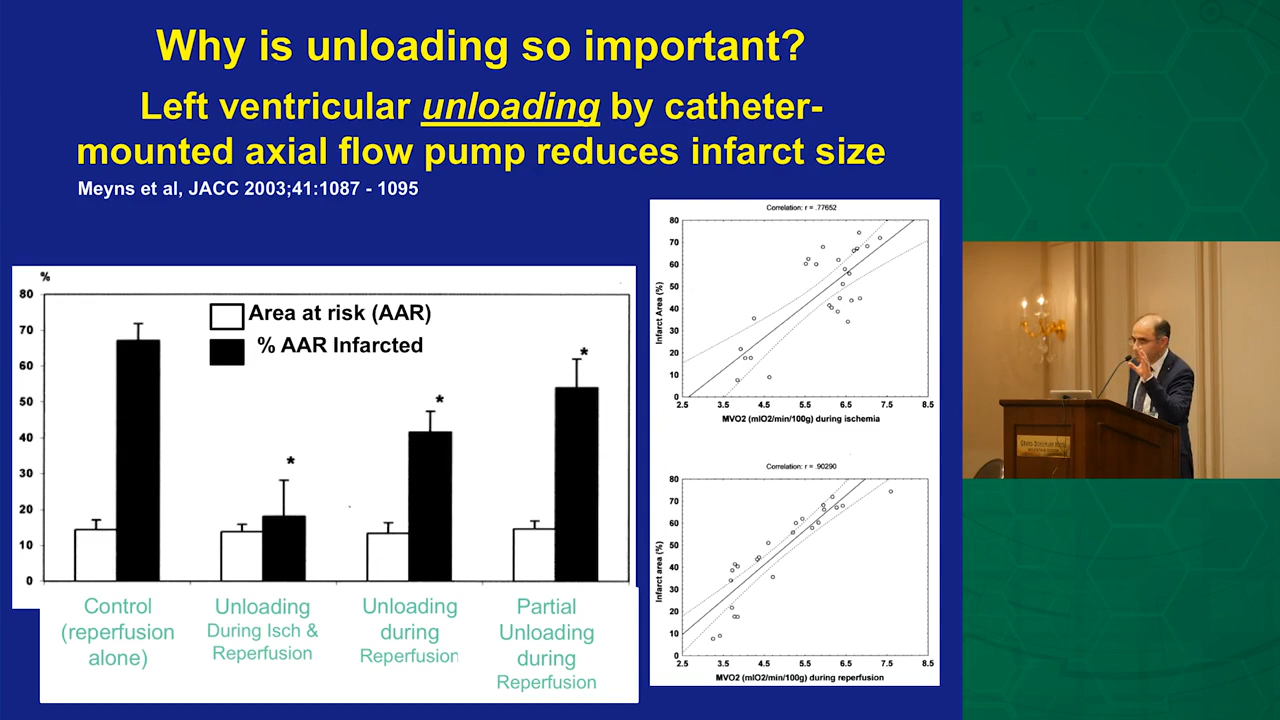 Why is unloading so important?
Left ventricular unloading by catheter-
mounted axial flow pump reduces infarct size
Meyns et al, JACC 2003;41:1087 - 1095
%
80
70
60
50
40
30
20
10
0
Area at risk (AAR)
% AAR Infarcted
*
*
*
Control
(reperfusion
alone)
Unloading
During Isch &
Reperfusion
Unloading
during
Reperfusion
Partial
Unloading
during
Reperfusion
Correlation: r = .77652
Infarct Area (%)
80
70
60
50
40
30
20
10
0
2.5 3.5 4.5 5.5 6.5 7.5 8.5
MVO2 (mlO2/min/100g) during ischemia
Correlation: r = .90290
Infarct area (%)
80
70
60
50
40
30
20
10
0
2.5 3.5 4.5 5.5 6.5 7.5 8.5
MVO2 (mlO2/min/100g) during reperfusion